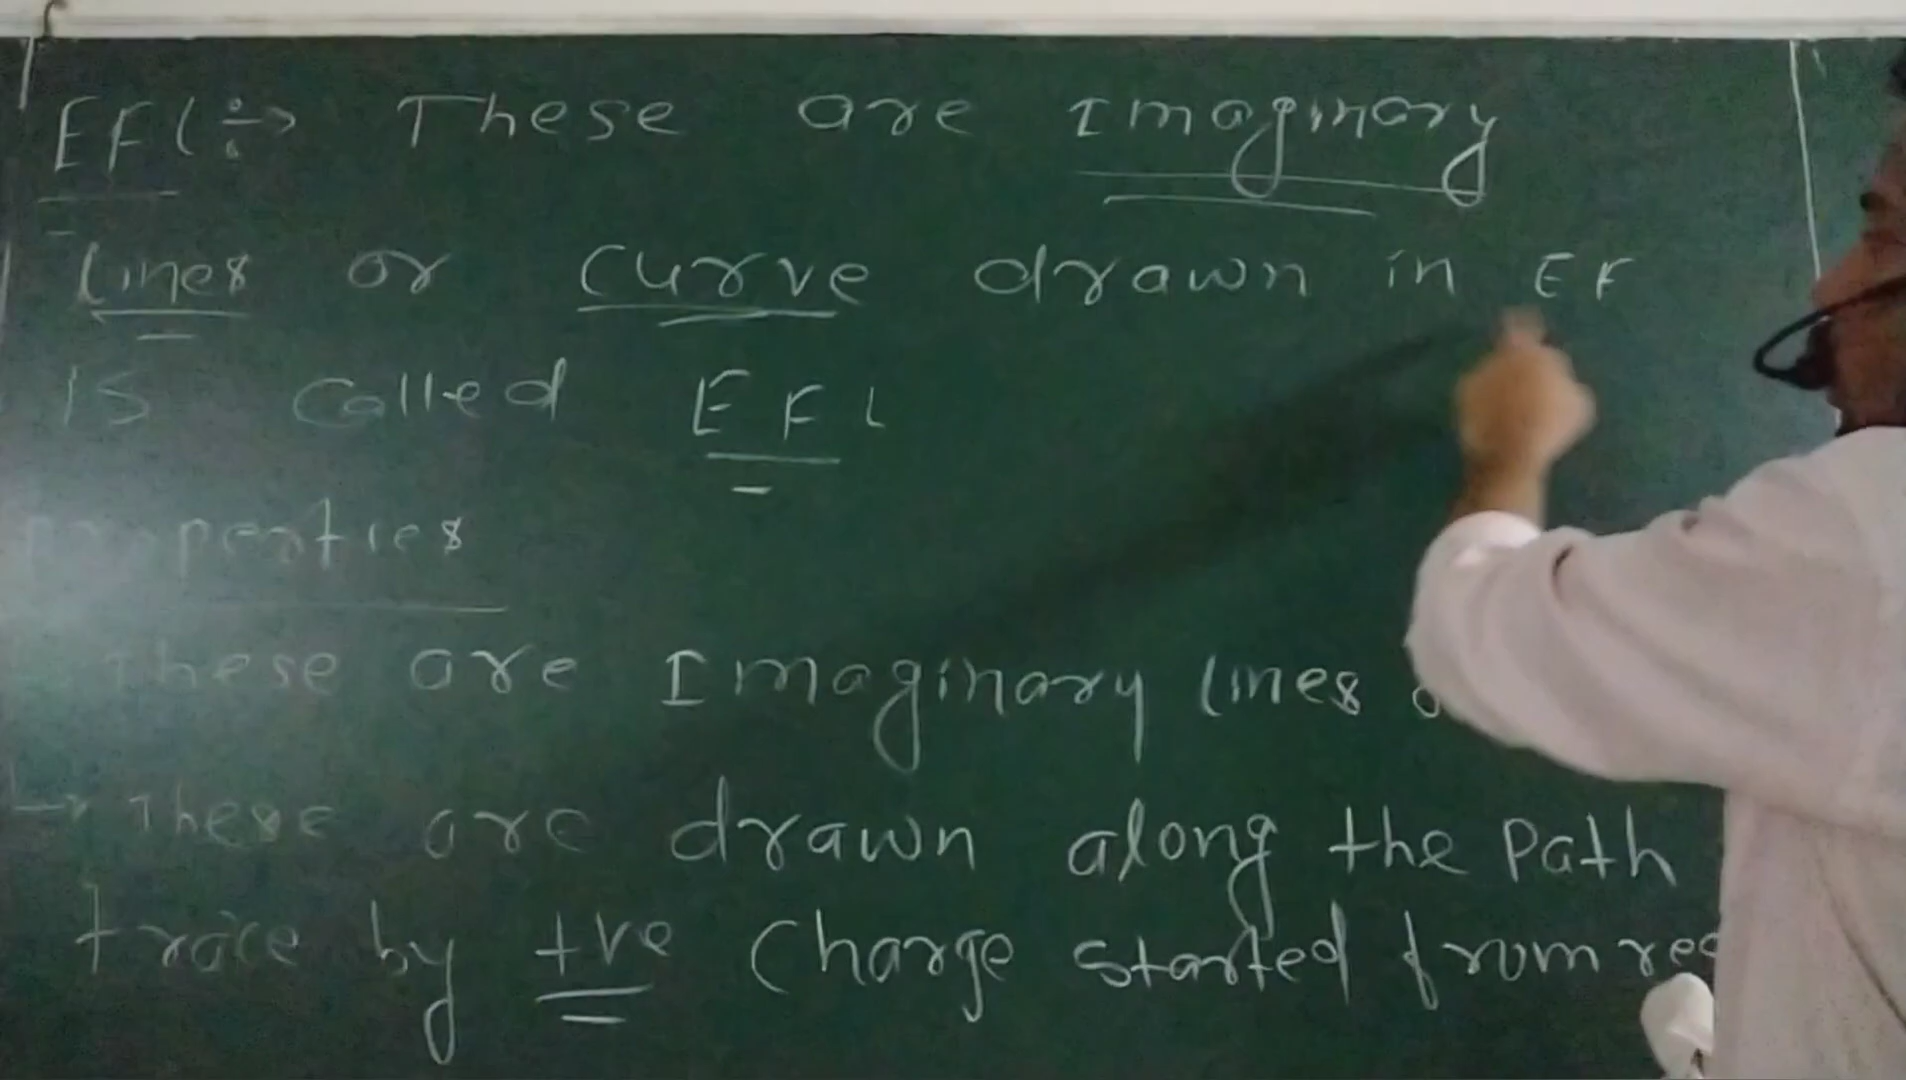 EFL :→ These are Imaginary
lines or curve drawn in EF
is called EFL
properties
These are Imaginary lines
→ These are drawn along the path
trace by +ve charge started from